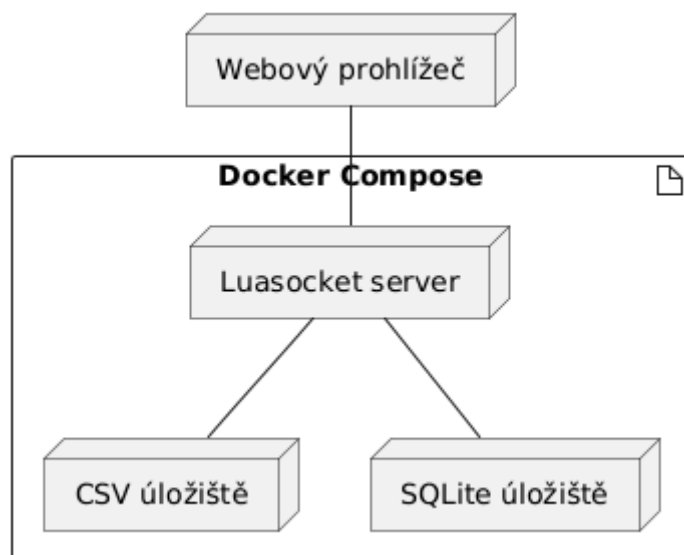 Webový prohlížeč
Docker Compose
Luasocket server
CSV úložiště
SQLite úložiště